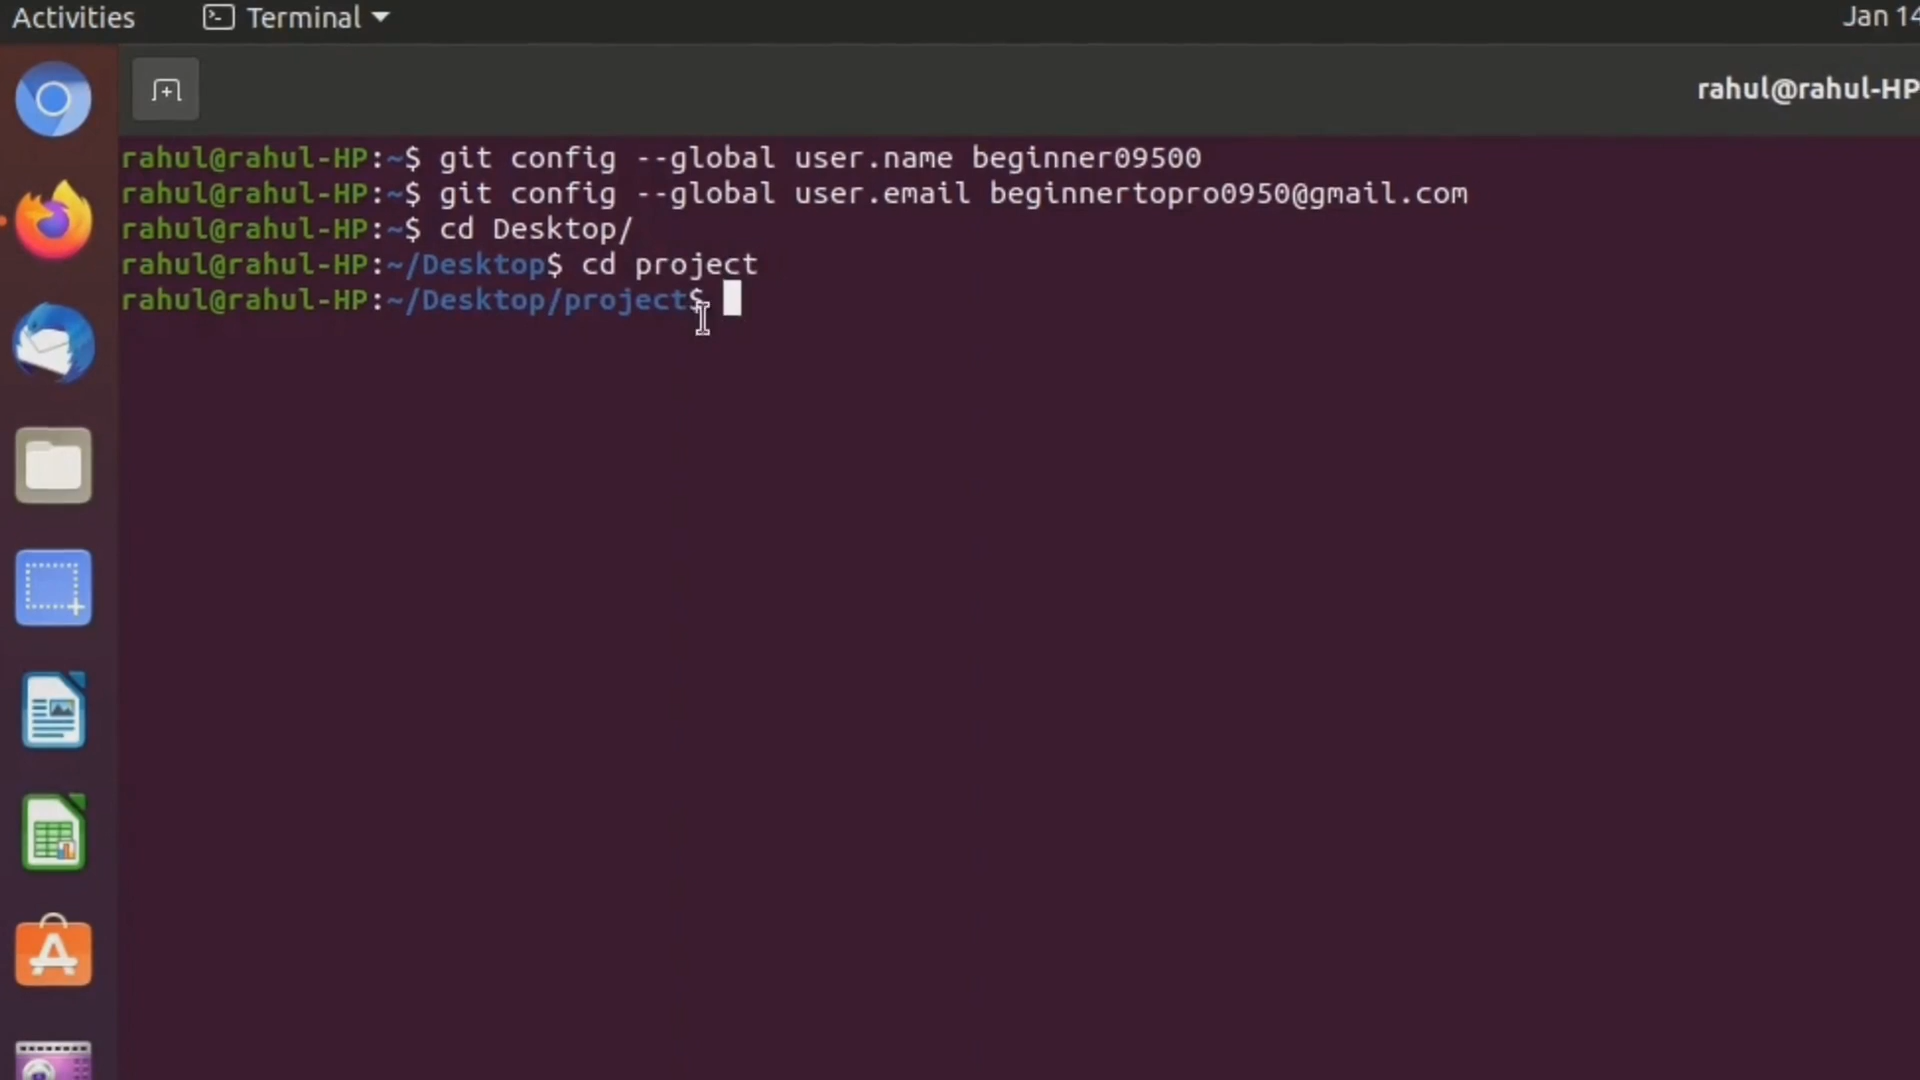 Activities Terminal Jan 14
rahul@rahul-HP
rahul@rahul-HP:~$ git config --global user.name beginner09500
rahul@rahul-HP:~$ git config --global user.email beginnertopro0950@gmail.com
rahul@rahul-HP:~$ cd Desktop/
rahul@rahul-HP:~/Desktop$ cd project
rahul@rahul-HP:~/Desktop/project$